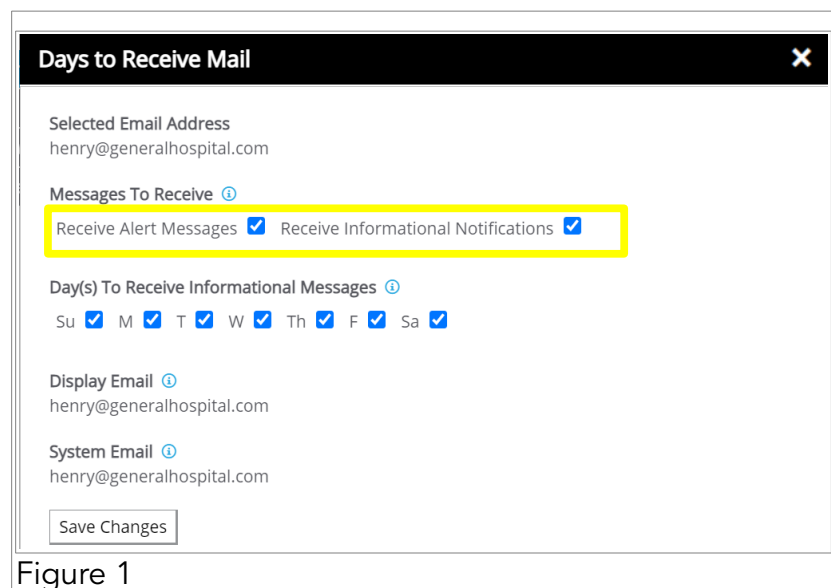 Days to Receive Mail
Selected Email Address
henry@generalhospital.com
Messages To Receive
Receive Alert Messages Receive Informational Notifications
Day(s) To Receive Informational Messages
Su M T W Th F Sa
Display Email
henry@generalhospital.com
System Email
henry@generalhospital.com
Save Changes
Figure 1